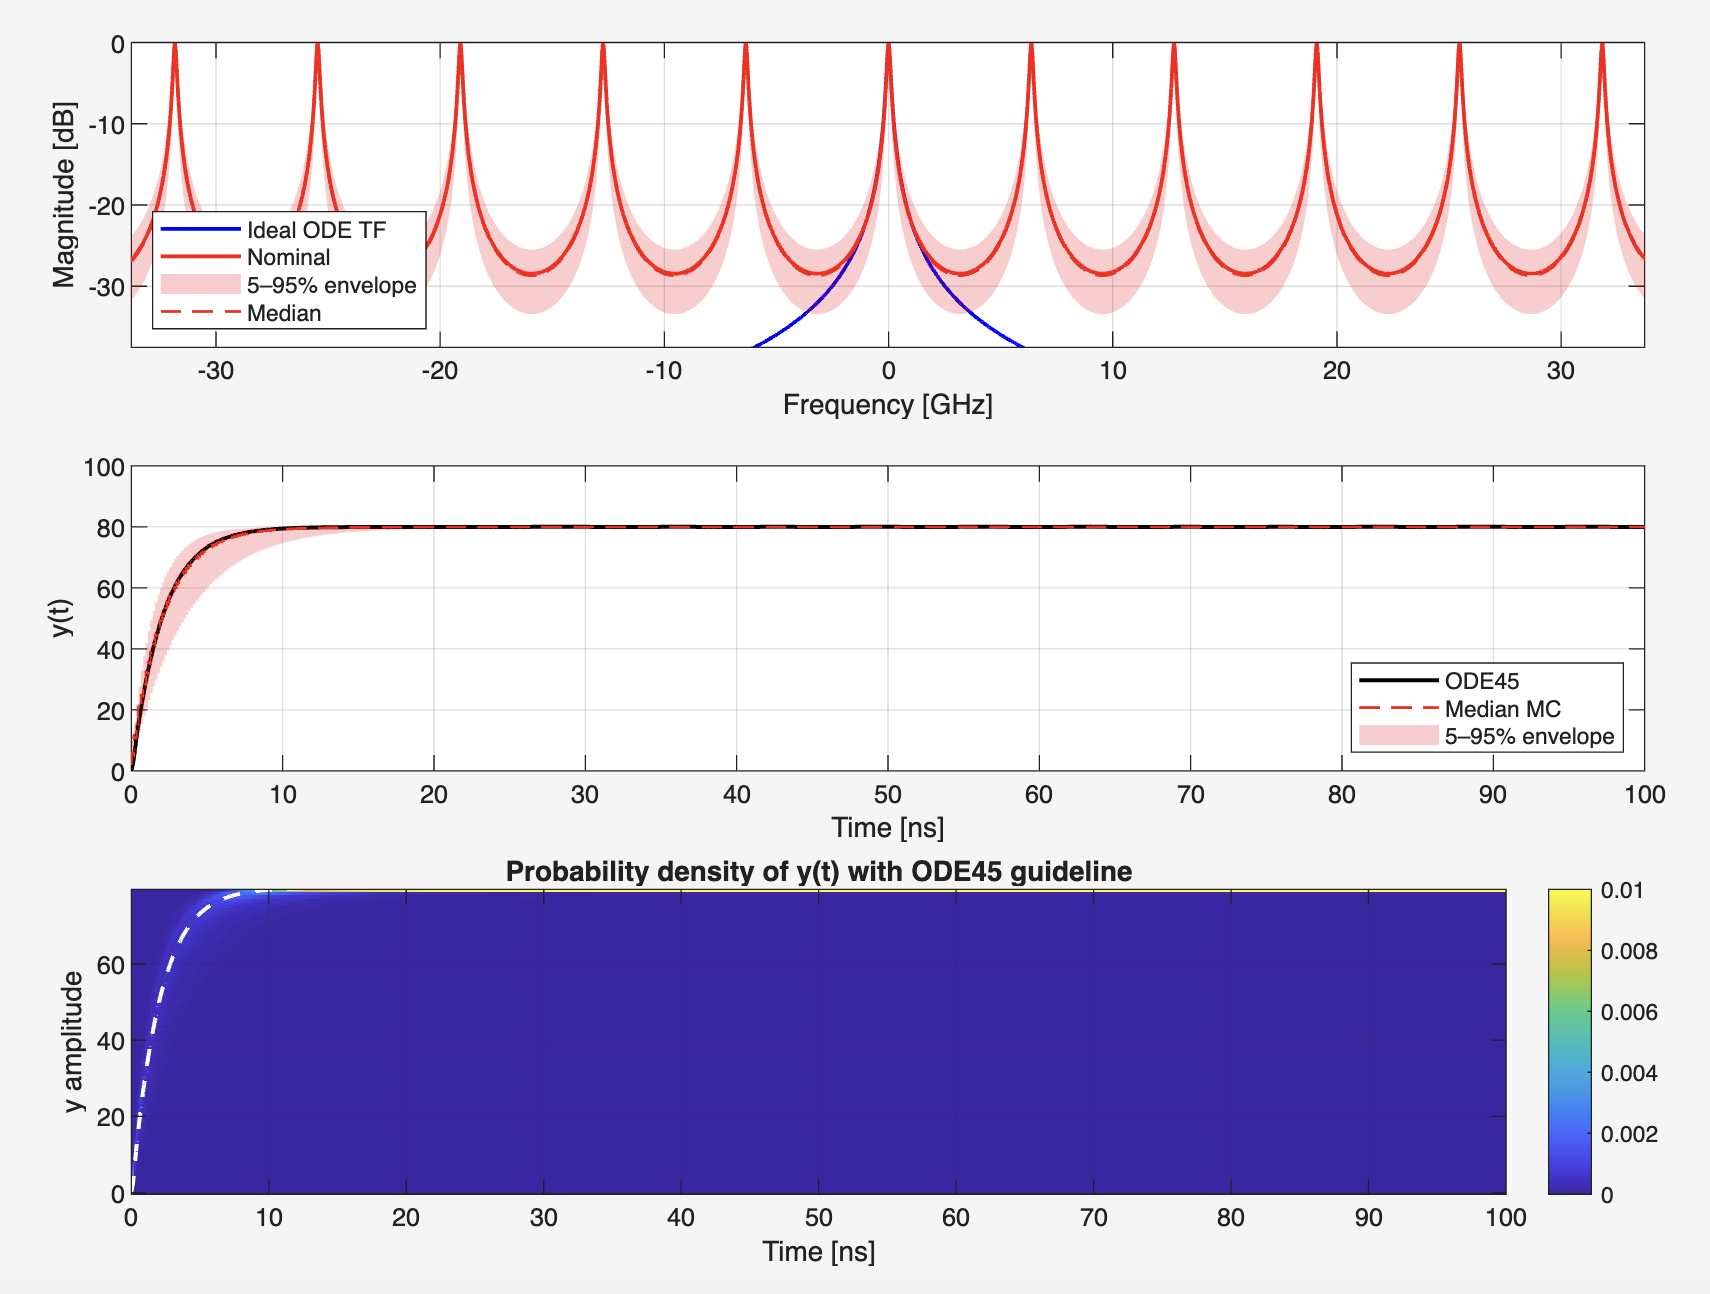 Magnitude [dB]
0
-10
-20
-30
Ideal ODE TF
Nominal
5–95% envelope
Median
-30 -20 -10 0 10 20 30
Frequency [GHz]
y(t)
100
80
60
40
20
0
ODE45
Median MC
5–95% envelope
0 10 20 30 40 50 60 70 80 90 100
Time [ns]
Probability density of y(t) with ODE45 guideline
y amplitude
60
40
20
0
0 10 20 30 40 50 60 70 80 90 100
Time [ns]
0.01
0.008
0.006
0.004
0.002
0